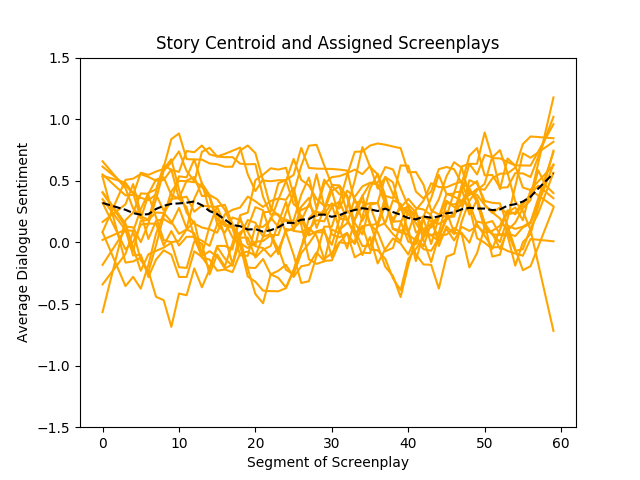 Story Centroid and Assigned Screenplays
1.5
1.0
0.5
0.0
−0.5
−1.0
−1.5
Average Dialogue Sentiment
0 10 20 30 40 50 60
Segment of Screenplay